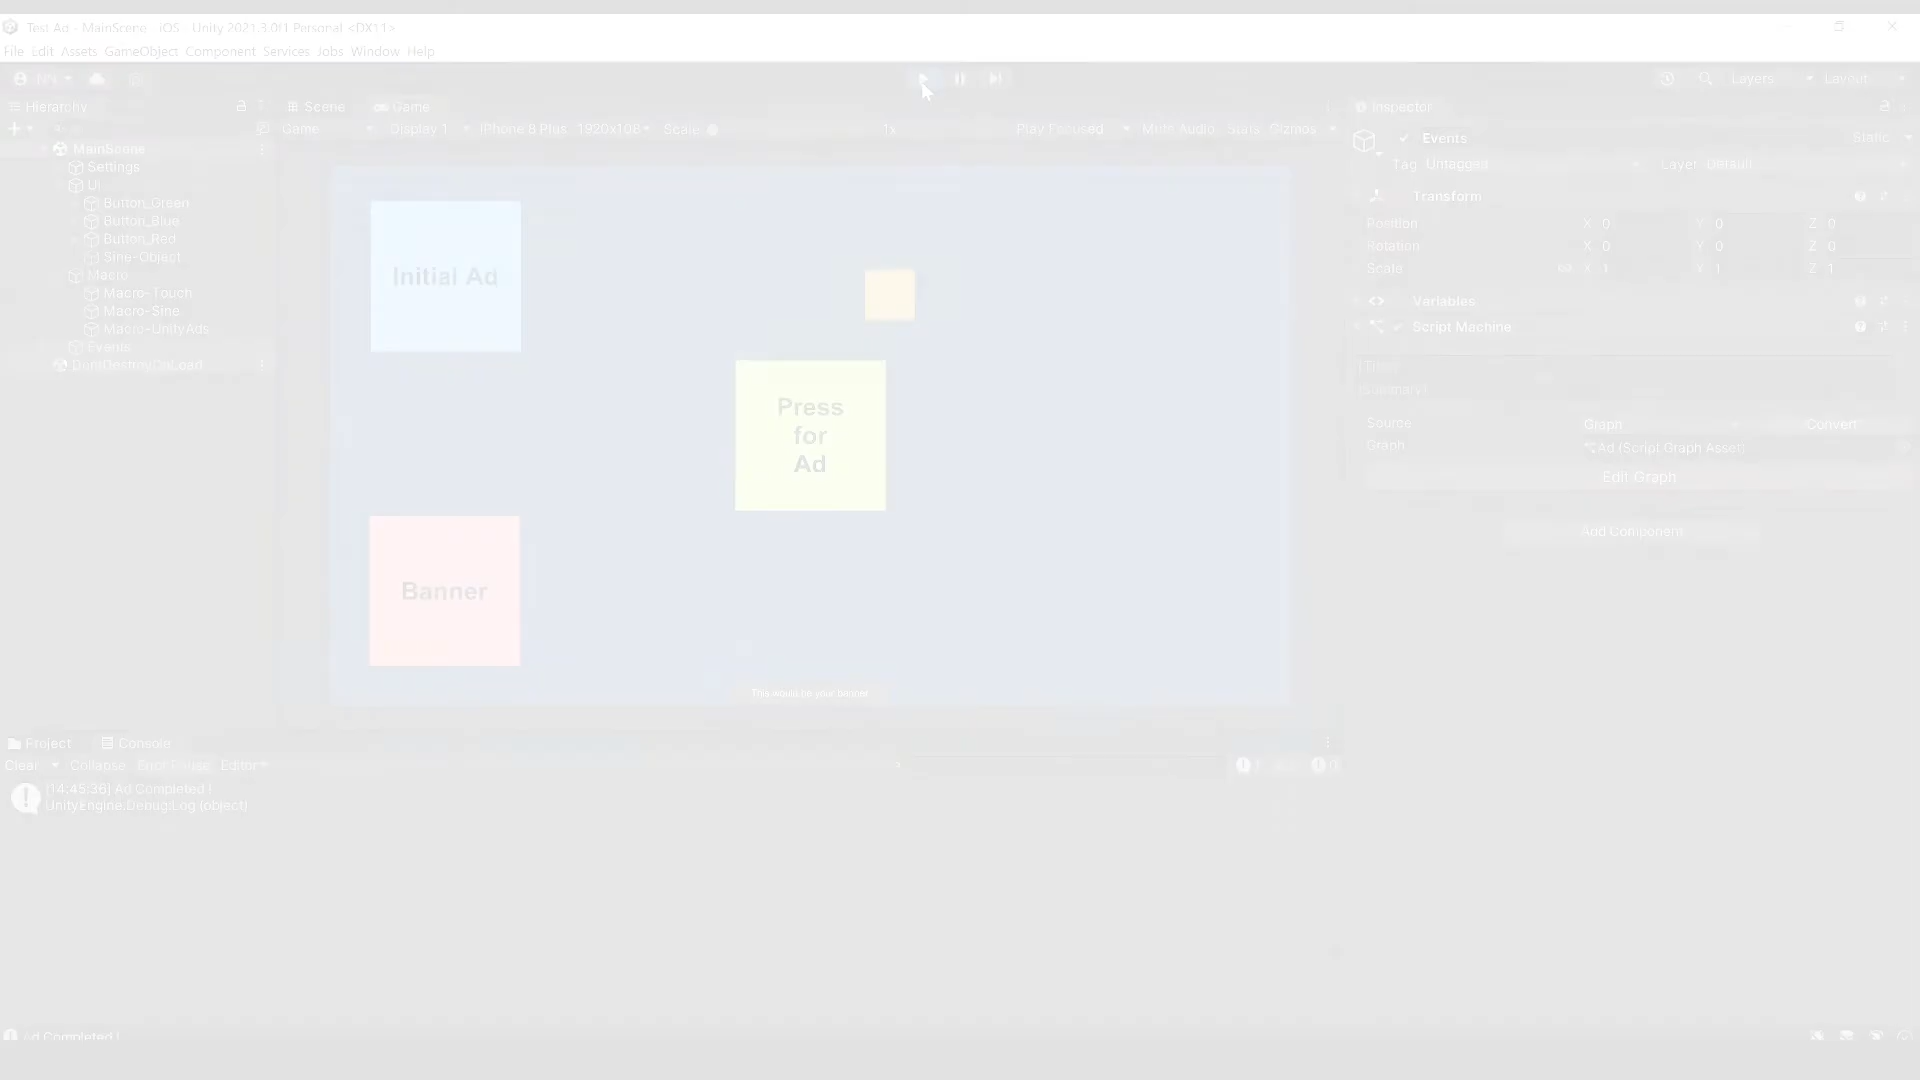 Test Ad - MainScene - iOS - Unity 2021.3.0f1 Personal <DX11>
File Edit Assets GameObject Component Services Jobs Window Help
Layers Layout
Hierarchy
Scene Game
Inspector
Game Display 1 iPhone 8 Plus 1920x108 Scale 1x Play Focused Mute Audio Stats Gizmos
MainScene
Settings
UI
Button_Green
Button_Blue
Button_Red
Sine-Object
Macro
Macro-Touch
Macro-Sine
Macro-UnityAds
Events
DontDestroyOnLoad
Initial Ad
Press
for
Ad
Banner
This would be your banner
Events Static
Tag Untagged Layer Default
Transform
Position X 0 Y 0 Z 0
Rotation X 0 Y 0 Z 0
Scale X 1 Y 1 Z 1
Variables
Script Machine
(Title)
(Summary)
Source Graph Convert
Graph Ad (Script Graph Asset)
Edit Graph
Add Component
Project Console
Clear Collapse Error Pause Editor
[14:45:36] Ad Completed !
UnityEngine.Debug:Log (object)
Ad Completed !